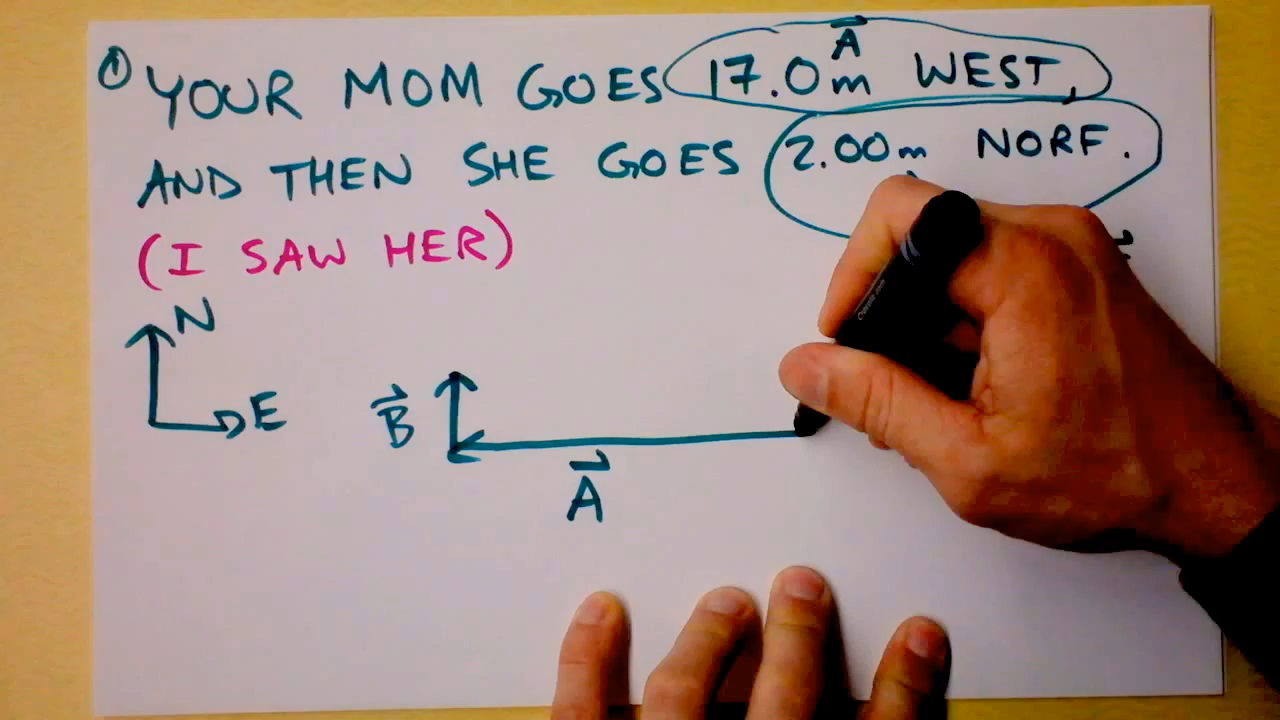 ① YOUR MOM GOES 17.0m WEST,
A
AND THEN SHE GOES 2.00m NORF.
(I SAW HER)
N
E
B
A